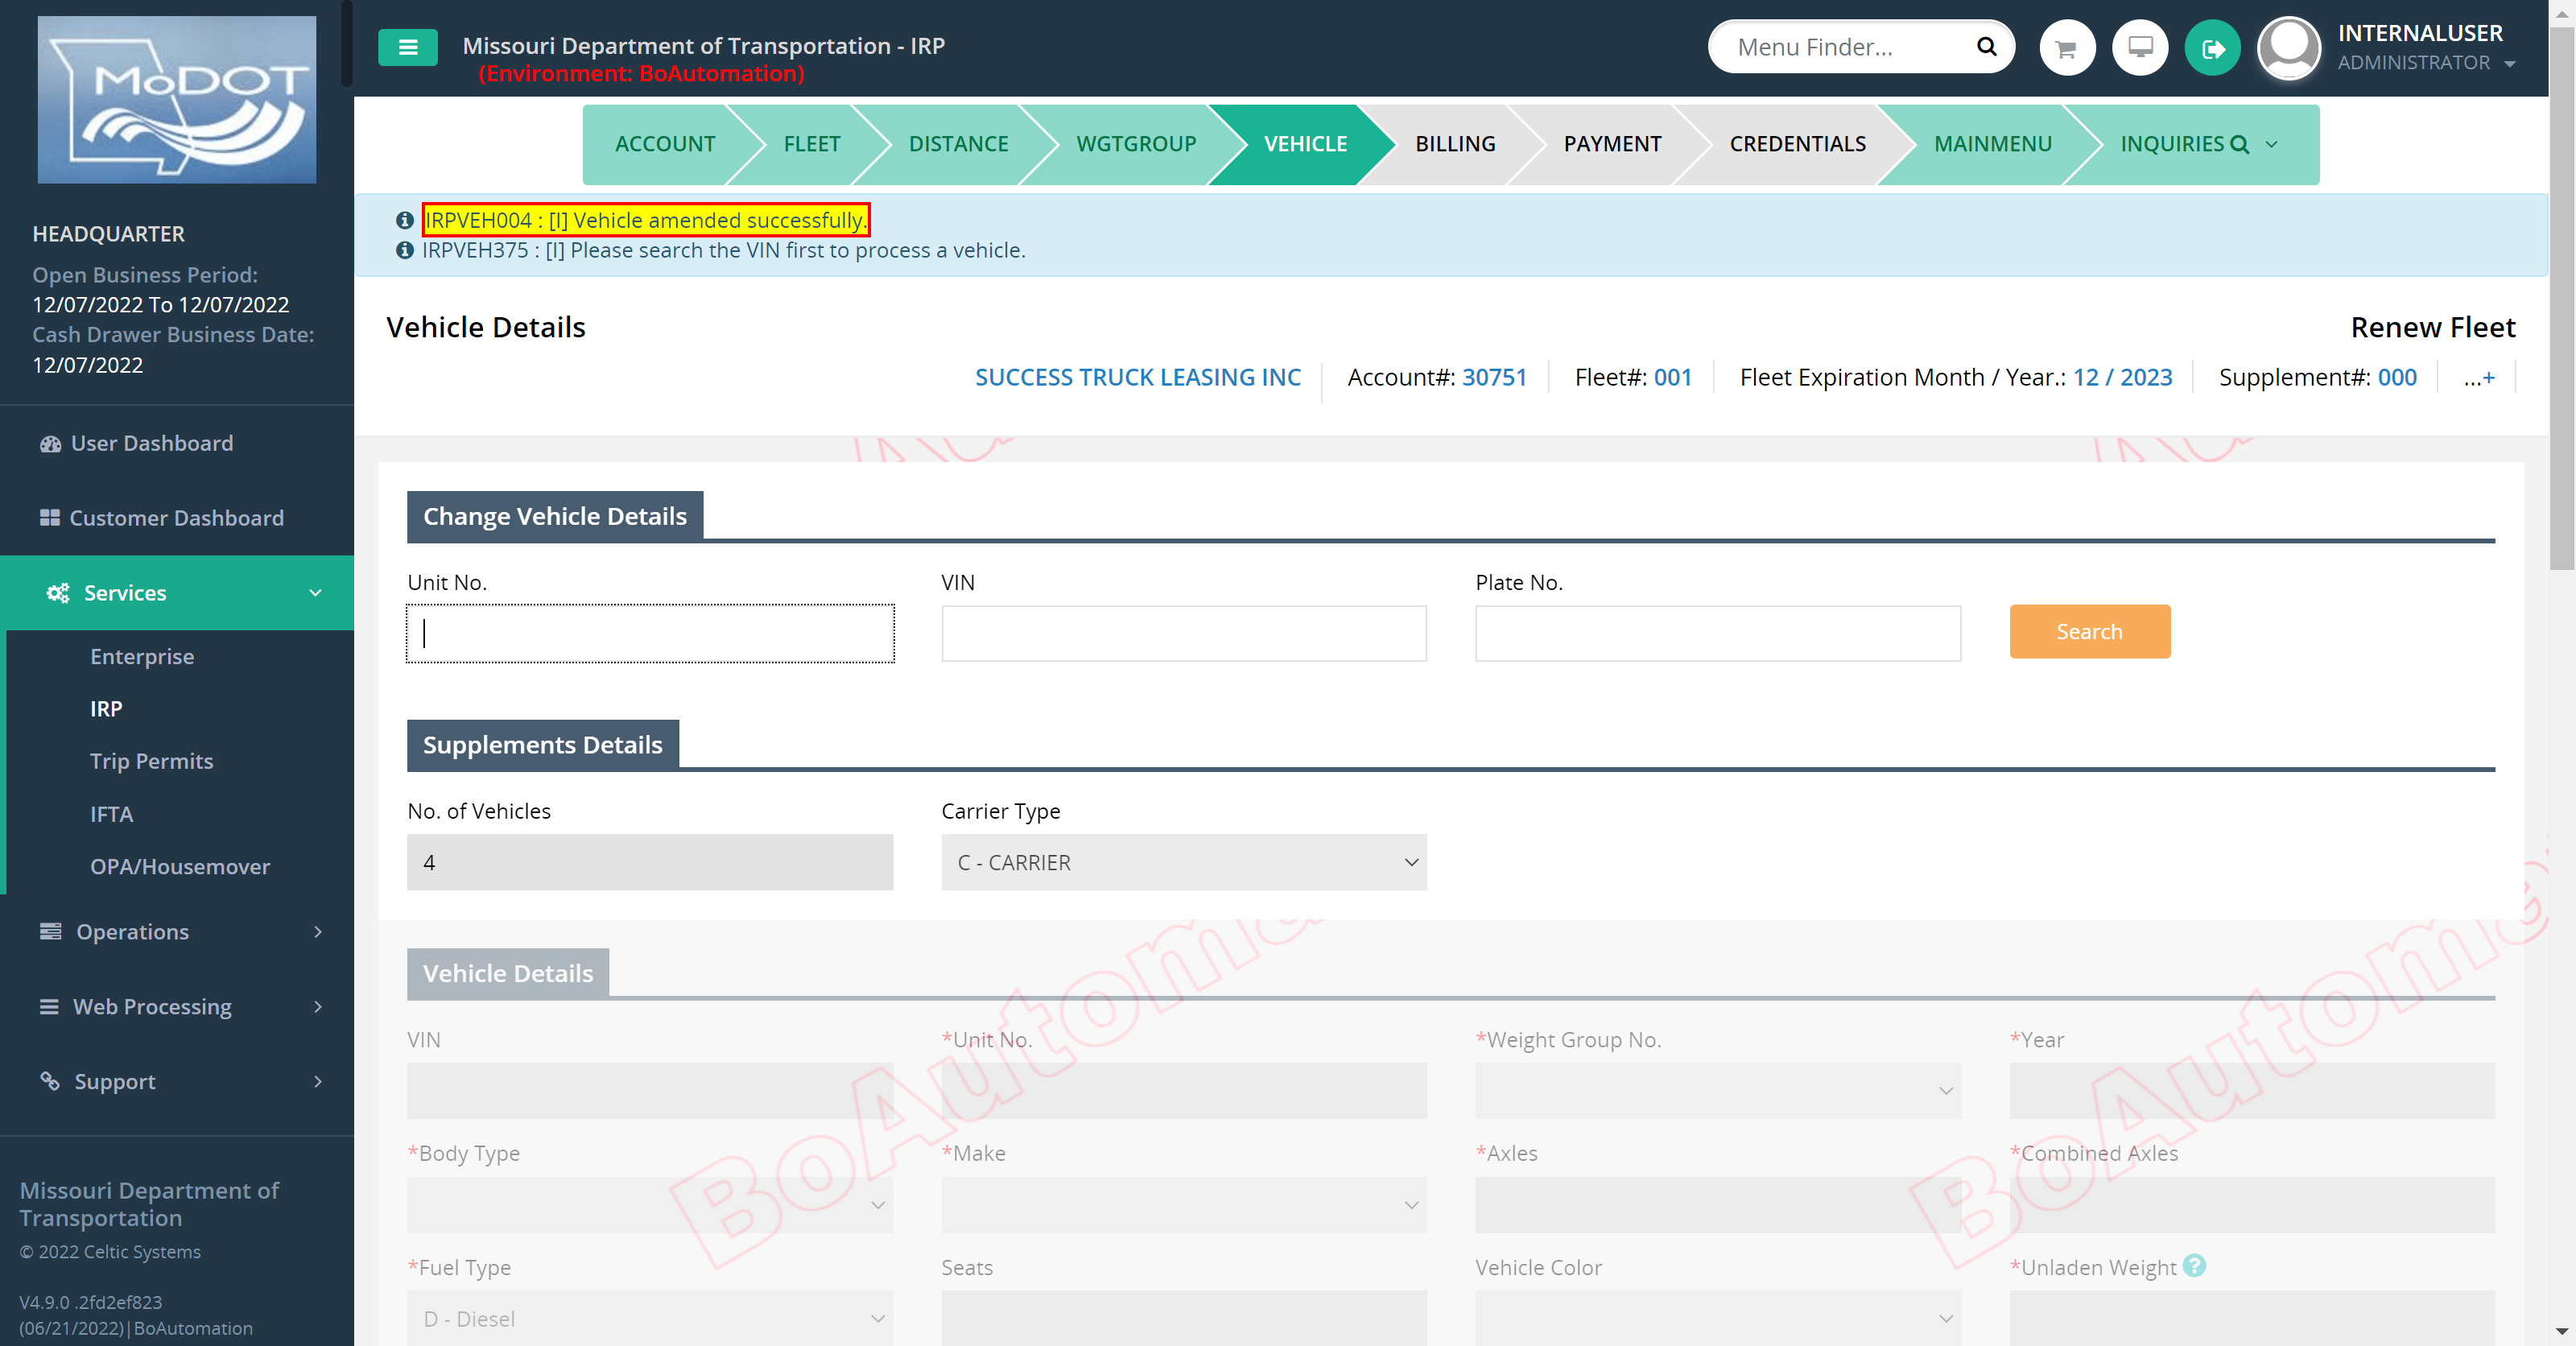 MoDOT
HEADQUARTER
Open Business Period:
12/07/2022 To 12/07/2022
Cash Drawer Business Date:
12/07/2022
User Dashboard
Customer Dashboard
Services
Enterprise
IRP
Trip Permits
IFTA
OPA/Housemover
Operations
Web Processing
Support
Missouri Department of
Transportation
© 2022 Celtic Systems
V4.9.0 .2fd2ef823
(06/21/2022)|BoAutomation
Missouri Department of Transportation - IRP
(Environment: BoAutomation)
Menu Finder...
INTERNALUSER
ADMINISTRATOR
ACCOUNT FLEET DISTANCE WGTGROUP VEHICLE BILLING PAYMENT CREDENTIALS MAINMENU INQUIRIES
IRPVEH004 : [I] Vehicle amended successfully.
IRPVEH375 : [I] Please search the VIN first to process a vehicle.
Vehicle Details
Renew Fleet
SUCCESS TRUCK LEASING INC Account#: 30751 Fleet#: 001 Fleet Expiration Month / Year.: 12 / 2023 Supplement#: 000 ...+
Change Vehicle Details
Unit No. VIN Plate No.
Search
Supplements Details
No. of Vehicles Carrier Type
4 C - CARRIER
Vehicle Details
VIN *Unit No. *Weight Group No. *Year
*Body Type *Make *Axles *Combined Axles
*Fuel Type Seats Vehicle Color *Unladen Weight ?
D - Diesel